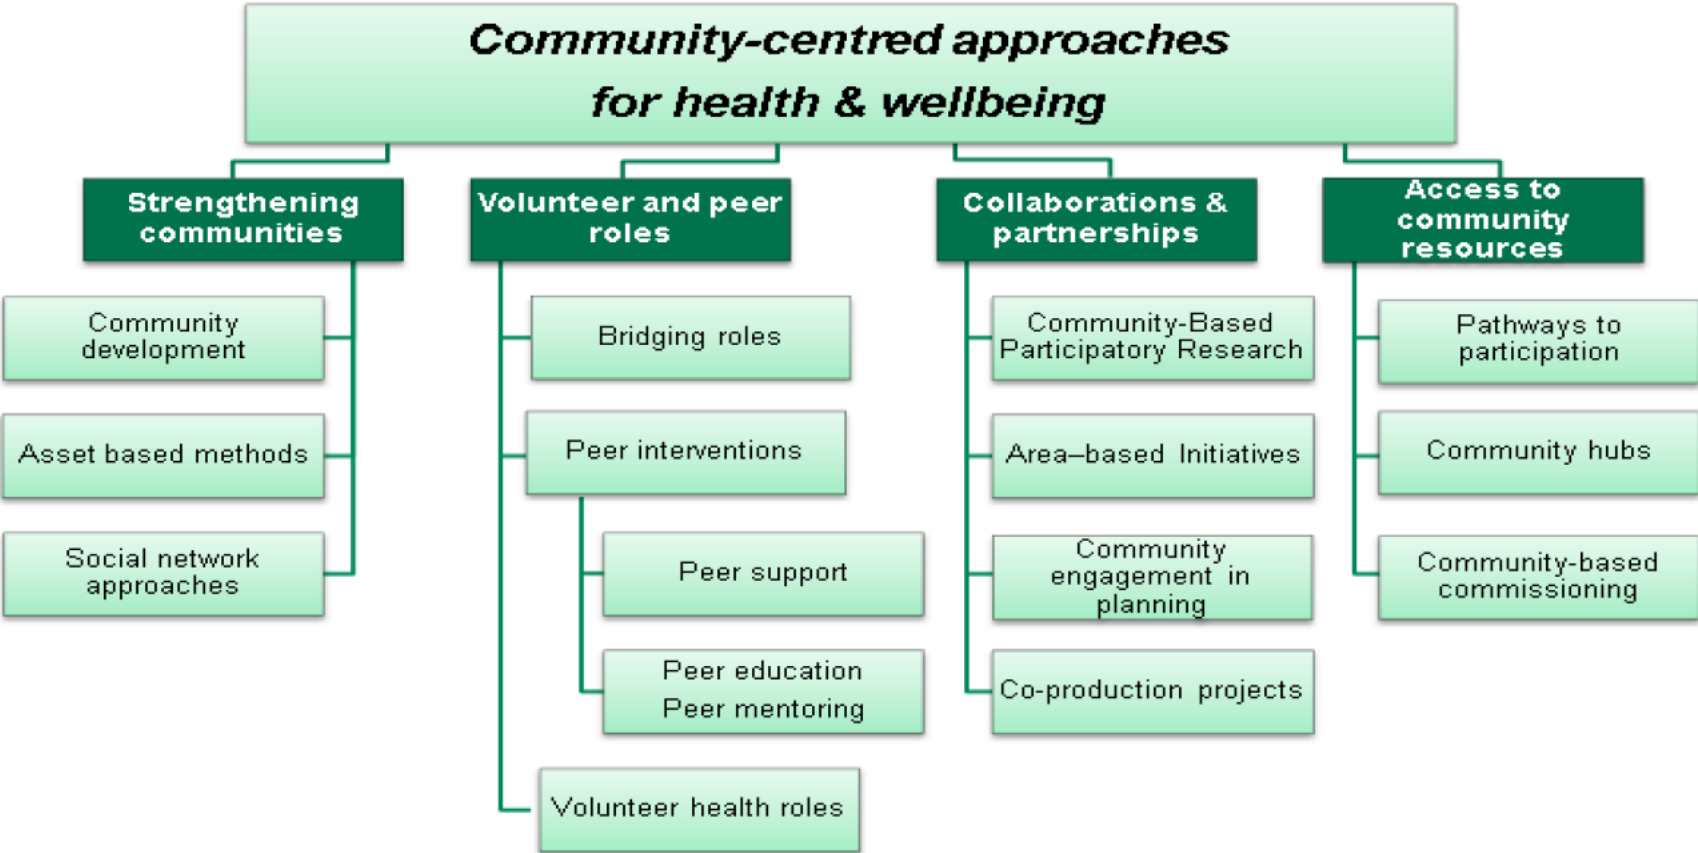 Community-centred approaches
for health & wellbeing
Strengthening
communities
Community
development
Asset based methods
Social network
approaches
Volunteer and peer
roles
Bridging roles
Peer interventions
Peer support
Peer education
Peer mentoring
Volunteer health roles
Collaborations &
partnerships
Community-Based
Participatory Research
Area–based Initiatives
Community
engagement in
planning
Co-production projects
Access to
community
resources
Pathways to
participation
Community hubs
Community-based
commissioning